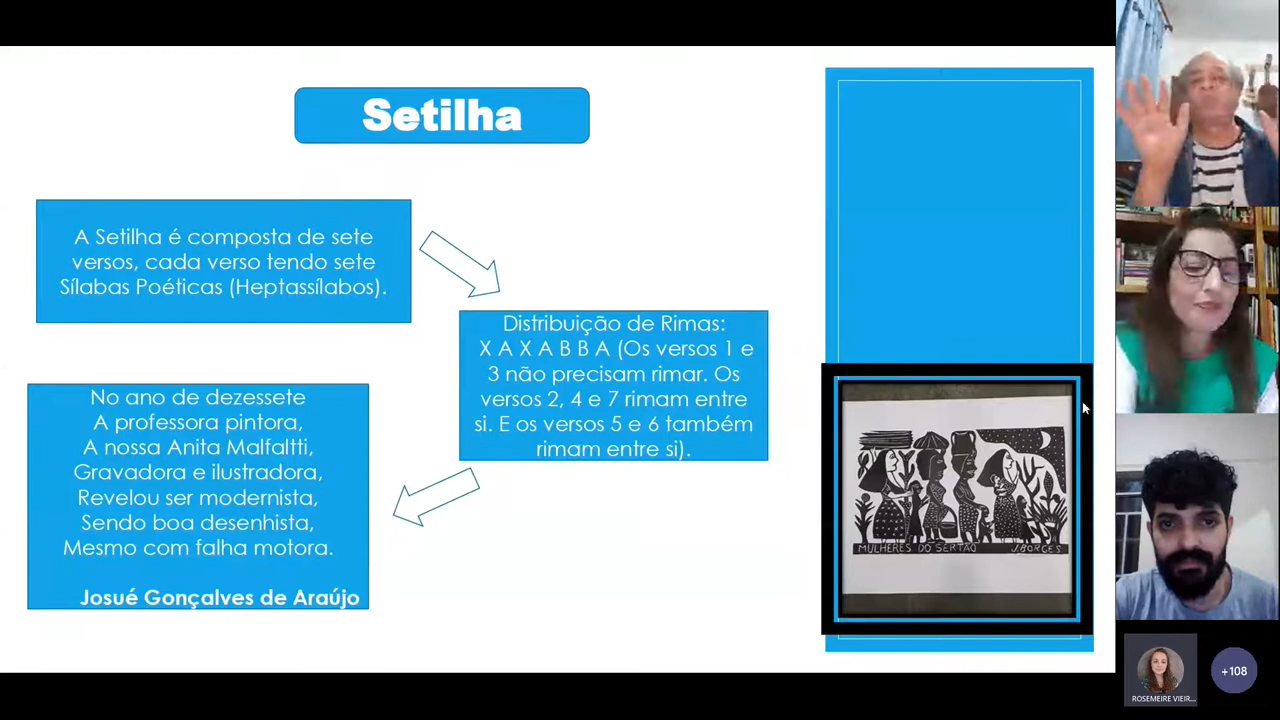 Setilha
A Setilha é composta de sete
versos, cada verso tendo sete
Sílabas Poéticas (Heptassílabos).
Distribuição de Rimas:
X A X A B B A (Os versos 1 e
3 não precisam rimar. Os
versos 2, 4 e 7 rimam entre
si. E os versos 5 e 6 também
rimam entre si).
No ano de dezessete
A professora pintora,
A nossa Anita Malfaltti,
Gravadora e ilustradora,
Revelou ser modernista,
Sendo boa desenhista,
Mesmo com falha motora.
Josué Gonçalves de Araújo
MULHERES DO SERTÃO J.BORGES
ROSEMEIRE VIEIR...
+108